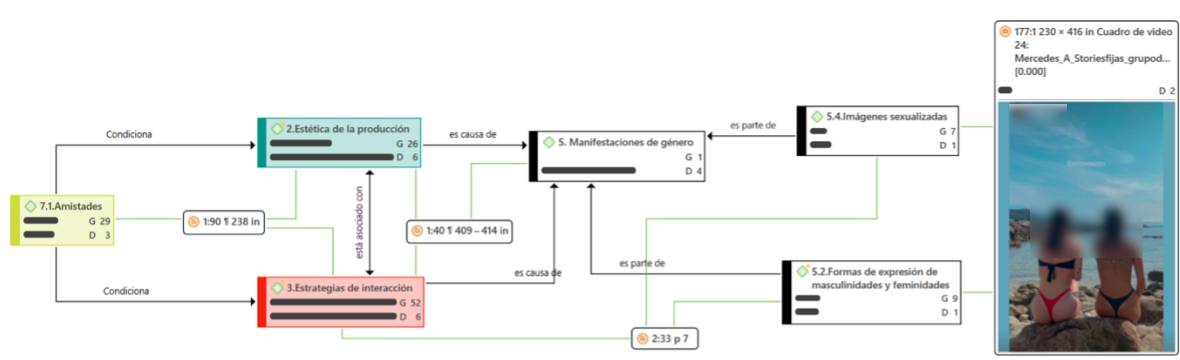 177:1 230 × 416 in Cuadro de video
24:
Mercedes_A_Storiesfijas_grupod...
[0.000]
D 2
Condiciona
2.Estética de la producción
G 26
D 6
es causa de
5. Manifestaciones de género
G 1
D 4
es parte de
5.4.Imágenes sexualizadas
G 7
D 1
7.1.Amistades
G 29
D 3
1:90 ¶ 238 in
está asociado con
1:40 ¶ 409 – 414 in
Condiciona
3.Estrategias de interacción
G 52
D 6
es causa de
es parte de
5.2.Formas de expresión de
masculinidades y feminidades
G 9
D 1
2:33 p 7